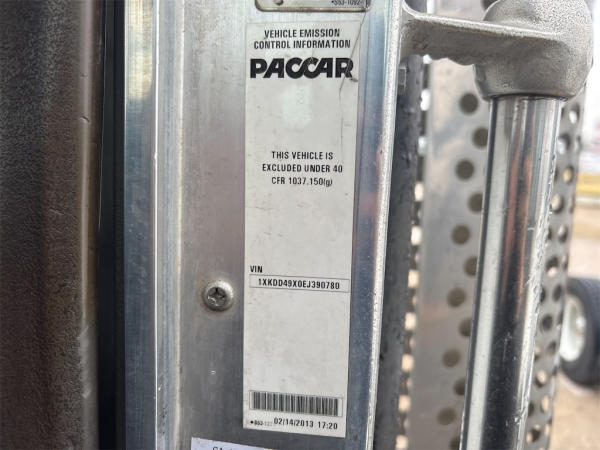 VEHICLE EMISSION
CONTROL INFORMATION
PACCAR
THIS VEHICLE IS
EXCLUDED UNDER 40
CFR 1037.150(g)
VIN
1XKDD49X0EJ390780
02/14/2013 17:20